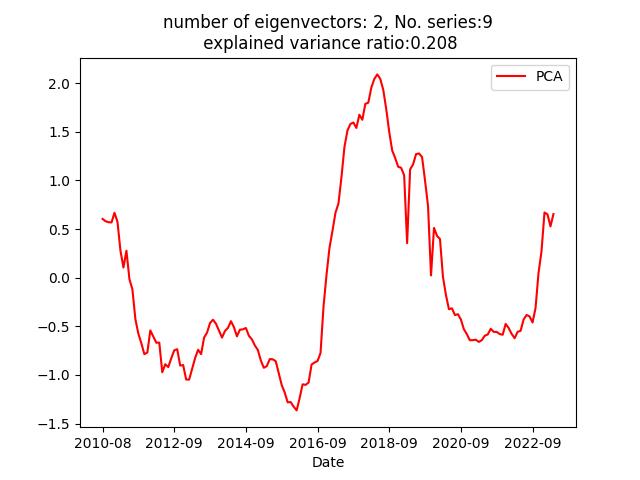 number of eigenvectors: 2, No. series:9
explained variance ratio:0.208
PCA
2.0
1.5
1.0
0.5
0.0
−0.5
−1.0
−1.5
2010-08 2012-09 2014-09 2016-09 2018-09 2020-09 2022-09
Date